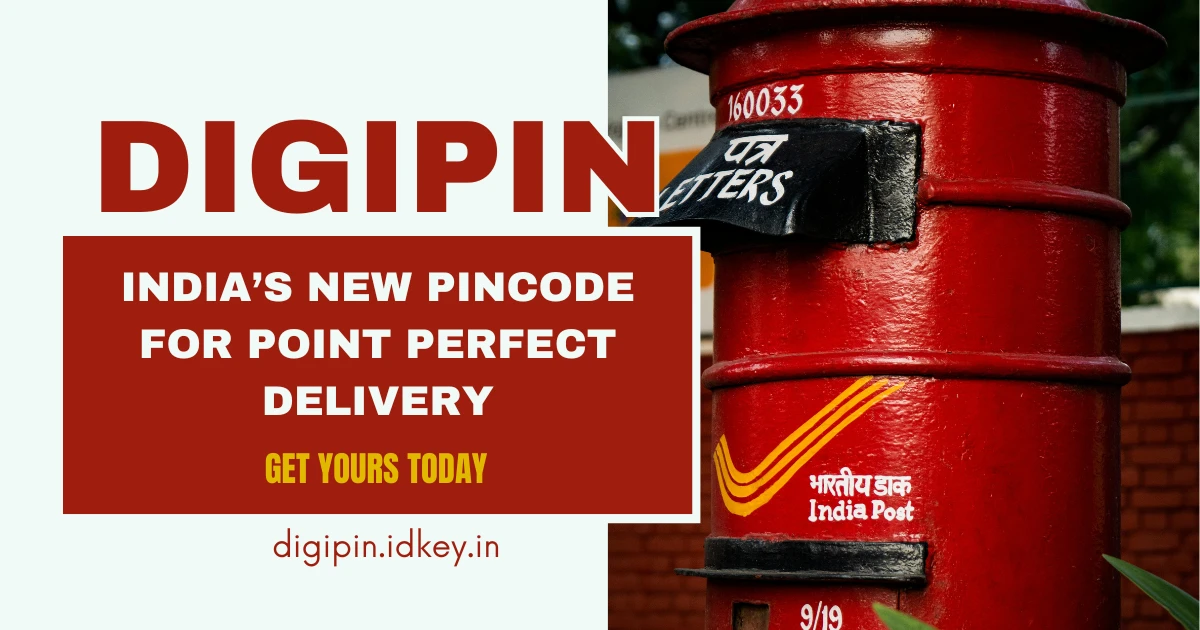 DIGIPIN
INDIA’S NEW PINCODE
FOR POINT PERFECT
DELIVERY
GET YOURS TODAY
digipin.idkey.in
160033
पत्र
LETTERS
भारतीय डाक
India Post
9/19